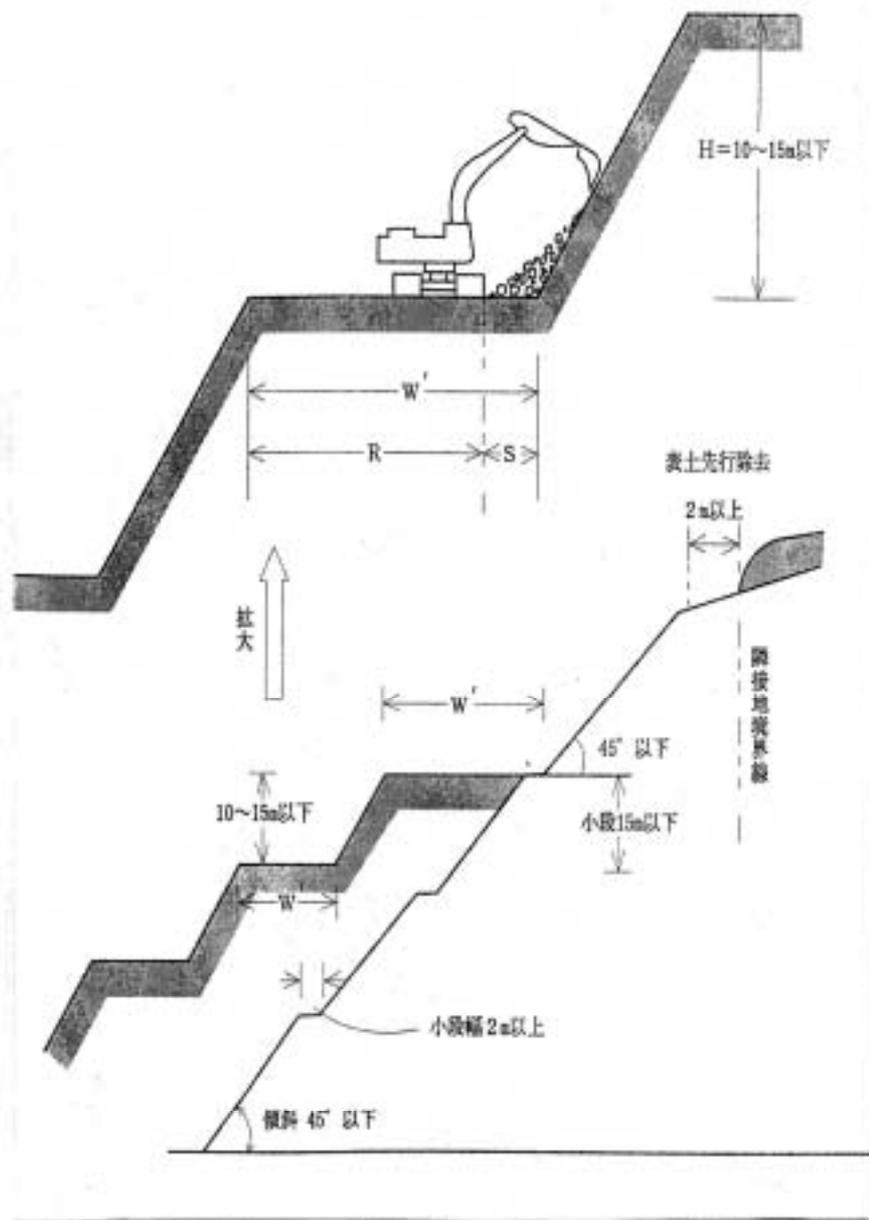 H=10~15m以下
W'
R
S
表土先行除去
2m以上
拡大
隣接地境界線
W'
45°以下
10~15m以下
小段15m以下
W
小段幅2m以上
傾斜 45°以下